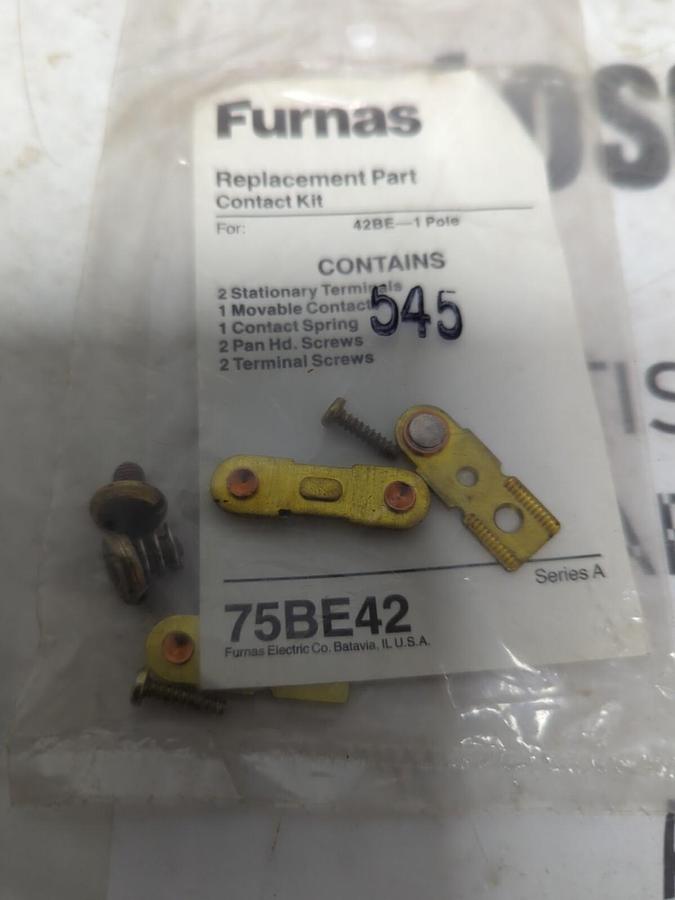 Furnas
Replacement Part
Contact Kit
For: 42BE—1 Pole
CONTAINS
2 Stationary Terminals
1 Movable Contact
1 Contact Spring
2 Pan Hd. Screws
2 Terminal Screws
545
Series A
75BE42
Furnas Electric Co. Batavia, IL U.S.A.